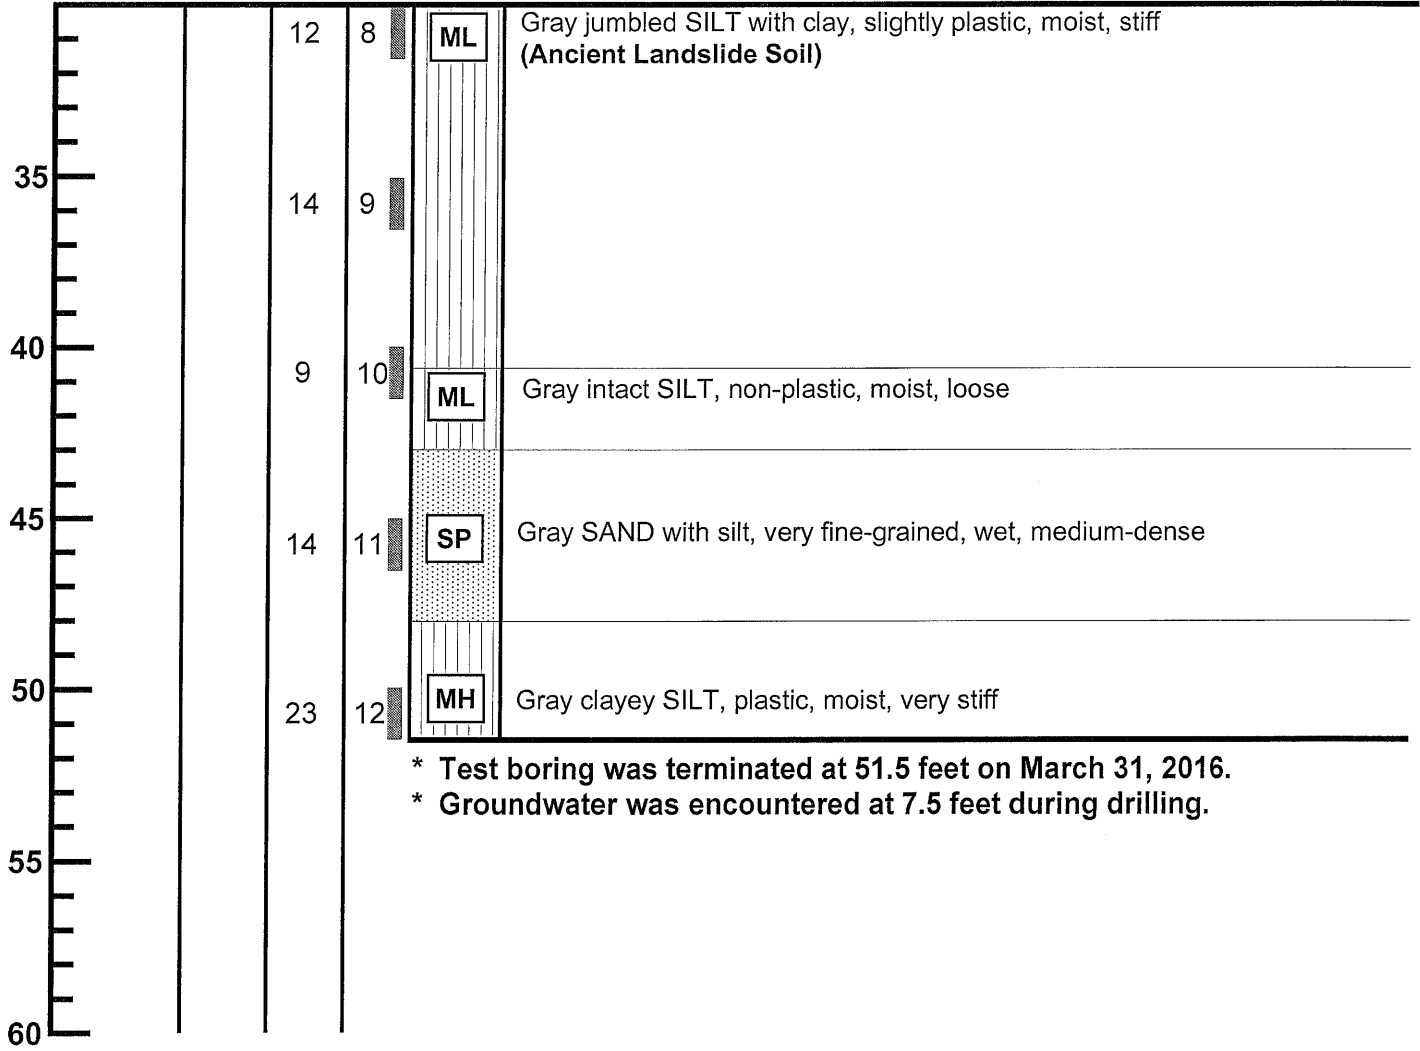 12 8 ML Gray jumbled SILT with clay, slightly plastic, moist, stiff
(Ancient Landslide Soil)
35
14 9
40
9 10
ML Gray intact SILT, non-plastic, moist, loose
45
14 11 SP Gray SAND with silt, very fine-grained, wet, medium-dense
50
23 12 MH Gray clayey SILT, plastic, moist, very stiff
* Test boring was terminated at 51.5 feet on March 31, 2016.
* Groundwater was encountered at 7.5 feet during drilling.
55
60